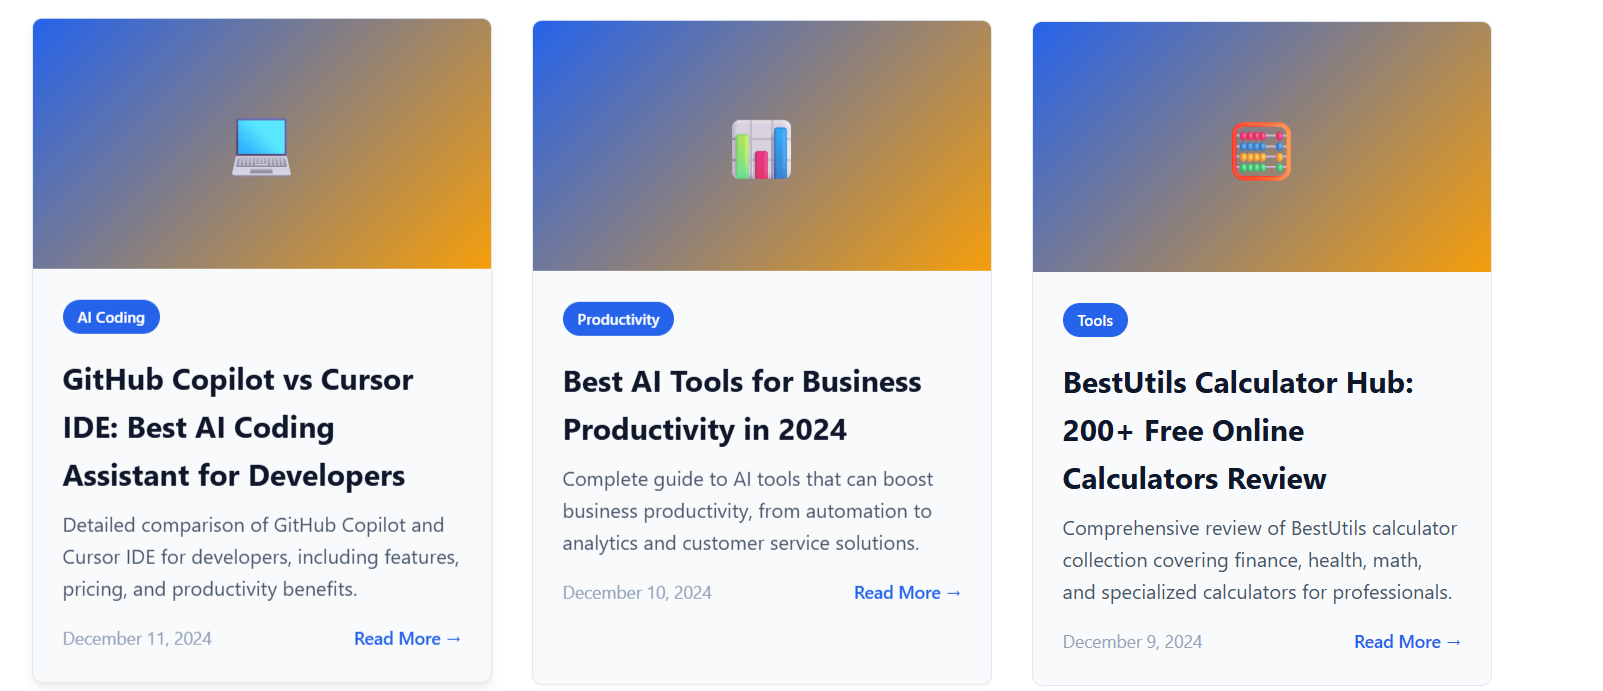 AI Coding
GitHub Copilot vs Cursor
IDE: Best AI Coding
Assistant for Developers
Detailed comparison of GitHub Copilot and
Cursor IDE for developers, including features,
pricing, and productivity benefits.
December 11, 2024
Read More →
Productivity
Best AI Tools for Business
Productivity in 2024
Complete guide to AI tools that can boost
business productivity, from automation to
analytics and customer service solutions.
December 10, 2024
Read More →
Tools
BestUtils Calculator Hub:
200+ Free Online
Calculators Review
Comprehensive review of BestUtils calculator
collection covering finance, health, math,
and specialized calculators for professionals.
December 9, 2024
Read More →